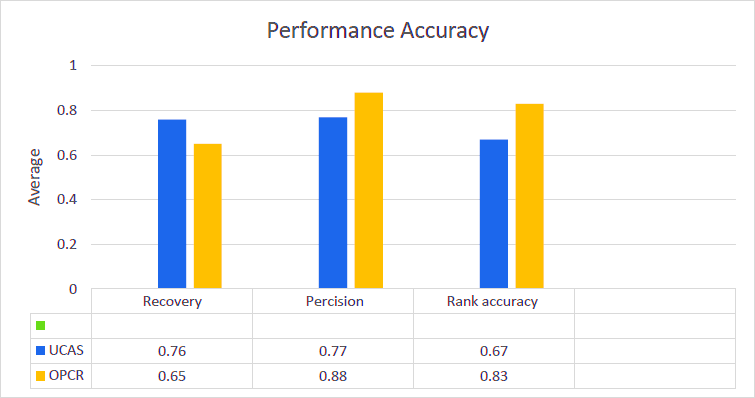 Performance Accuracy
1
0.8
0.6
0.4
0.2
0
Average
Recovery Percision Rank accuracy
UCAS 0.76 0.77 0.67
OPCR 0.65 0.88 0.83